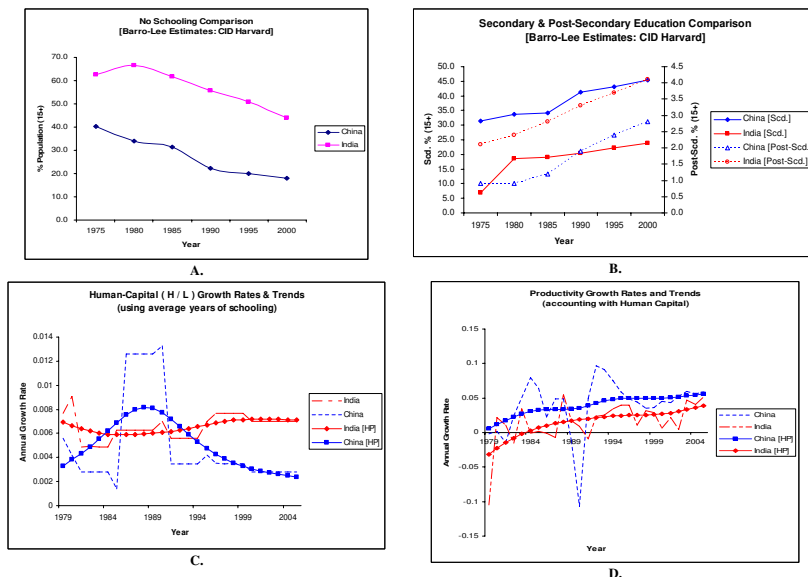 No Schooling Comparison
[Barro-Lee Estimates: CID Harvard]
% Population (15+)
70.0
60.0
50.0
40.0
30.0
20.0
10.0
0.0
1975 1980 1985 1990 1995 2000
Year
China
India
A.
Secondary & Post-Secondary Education Comparison
[Barro-Lee Estimates: CID Harvard]
Scd. % (15+)
50.0
45.0
40.0
35.0
30.0
25.0
20.0
15.0
10.0
5.0
0.0
4.5
4.0
3.5
3.0
2.5
2.0
1.5
1.0
0.5
0.0
Post-Scd. % (15+)
1975 1980 1985 1990 1995 2000
Year
China [Scd.]
India [Scd.]
China [Post-Scd.]
India [Post-Scd.]
B.
Human-Capital ( H / L ) Growth Rates & Trends
(using average years of schooling)
Annual Growth Rate
0.014
0.012
0.01
0.008
0.006
0.004
0.002
0
1979 1984 1989 1994 1999 2004
Year
India
China
India [HP]
China [HP]
C.
Productivity Growth Rates and Trends
(accounting with Human Capital)
Annual Growth Rate
0.15
0.1
0.05
0
-0.05
-0.1
-0.15
1979 1984 1989 1994 1999 2004
Year
China
India
China [HP]
India [HP]
D.